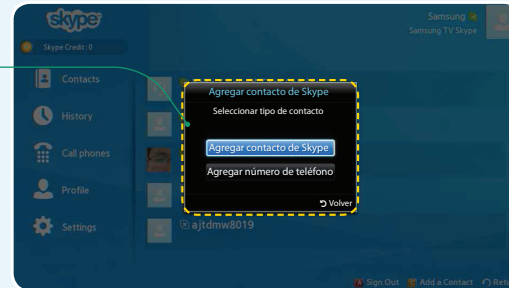 skype
Samsung
Samsung TV Skype
Skype Credit: 0
Contacts
History
Call phones
Profile
Settings
Agregar contacto de Skype
Seleccionar tipo de contacto
Agregar contacto de Skype
Agregar número de teléfono
Volver
ajtdmw8019
A Sign Out
Add a Contact
Retu